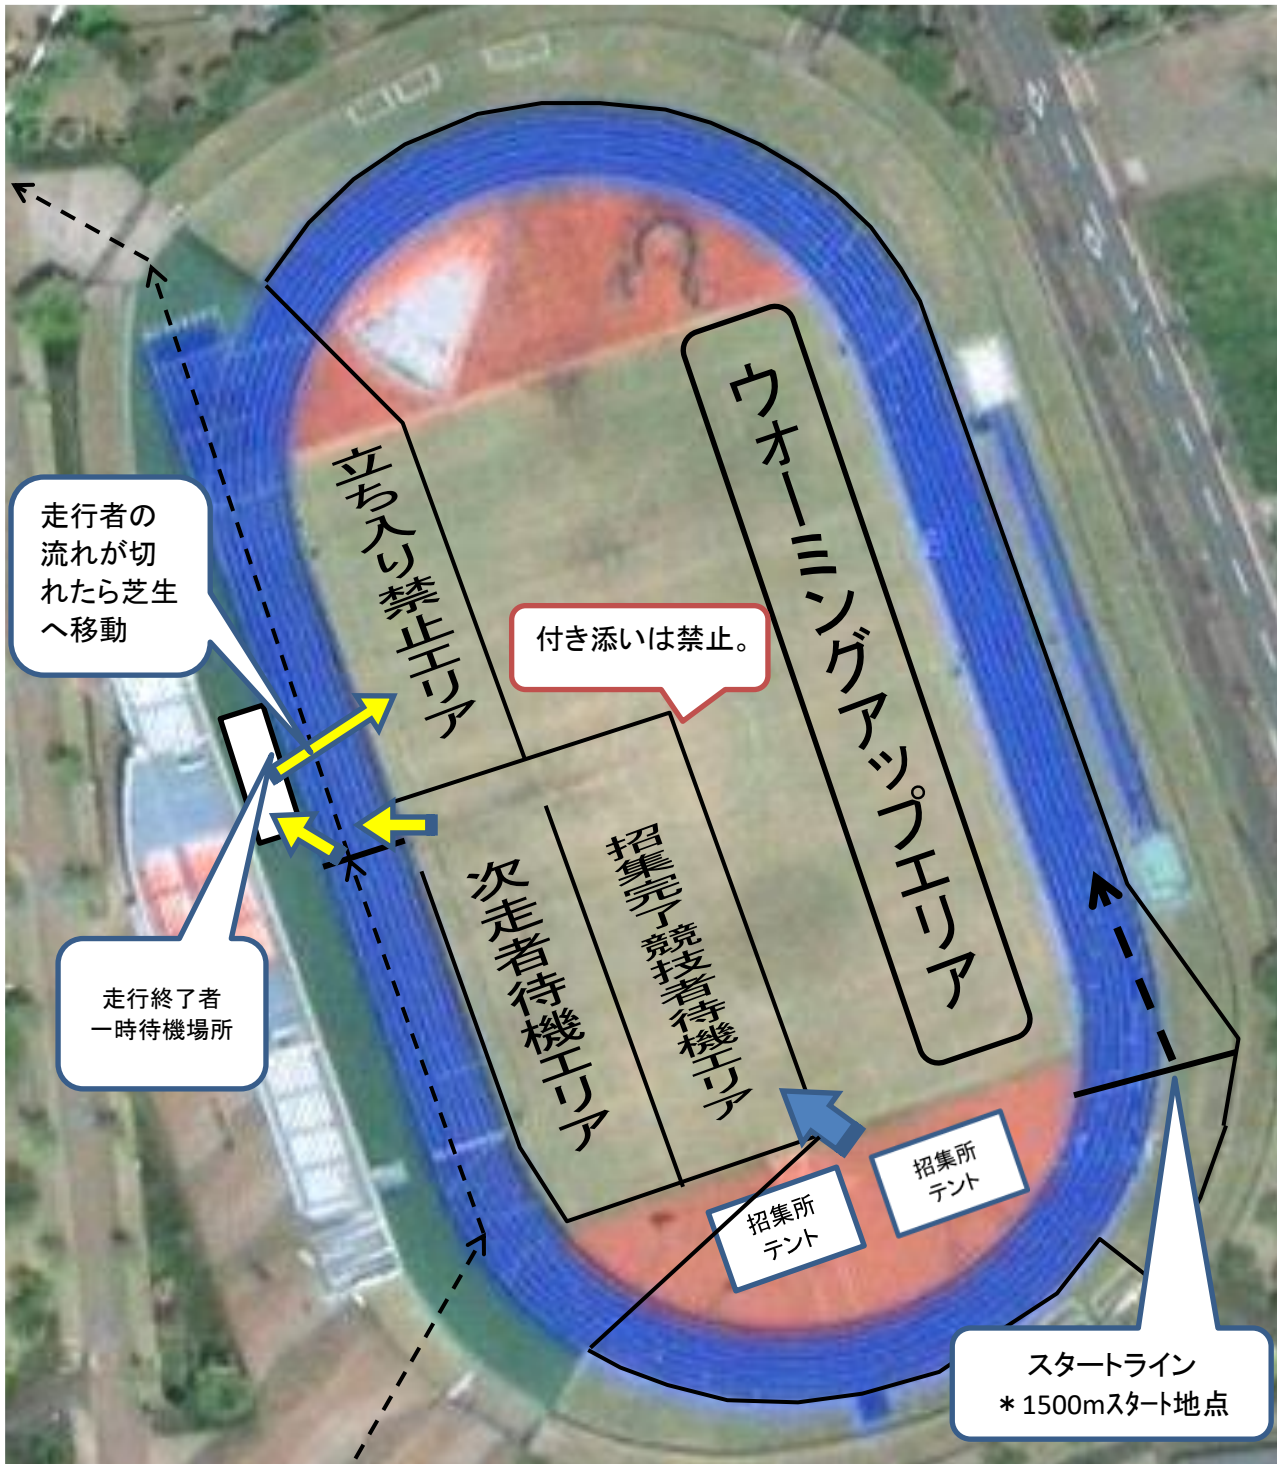 ウォーミングアップエリア
立ち入り禁止エリア
走行者の
流れが切
れたら芝生
へ移動
付き添いは禁止。
次走者待機エリア
招集完了競技者待機エリア
走行終了者
一時待機場所
招集所
テント
招集所
テント
スタートライン
＊1500mスタート地点